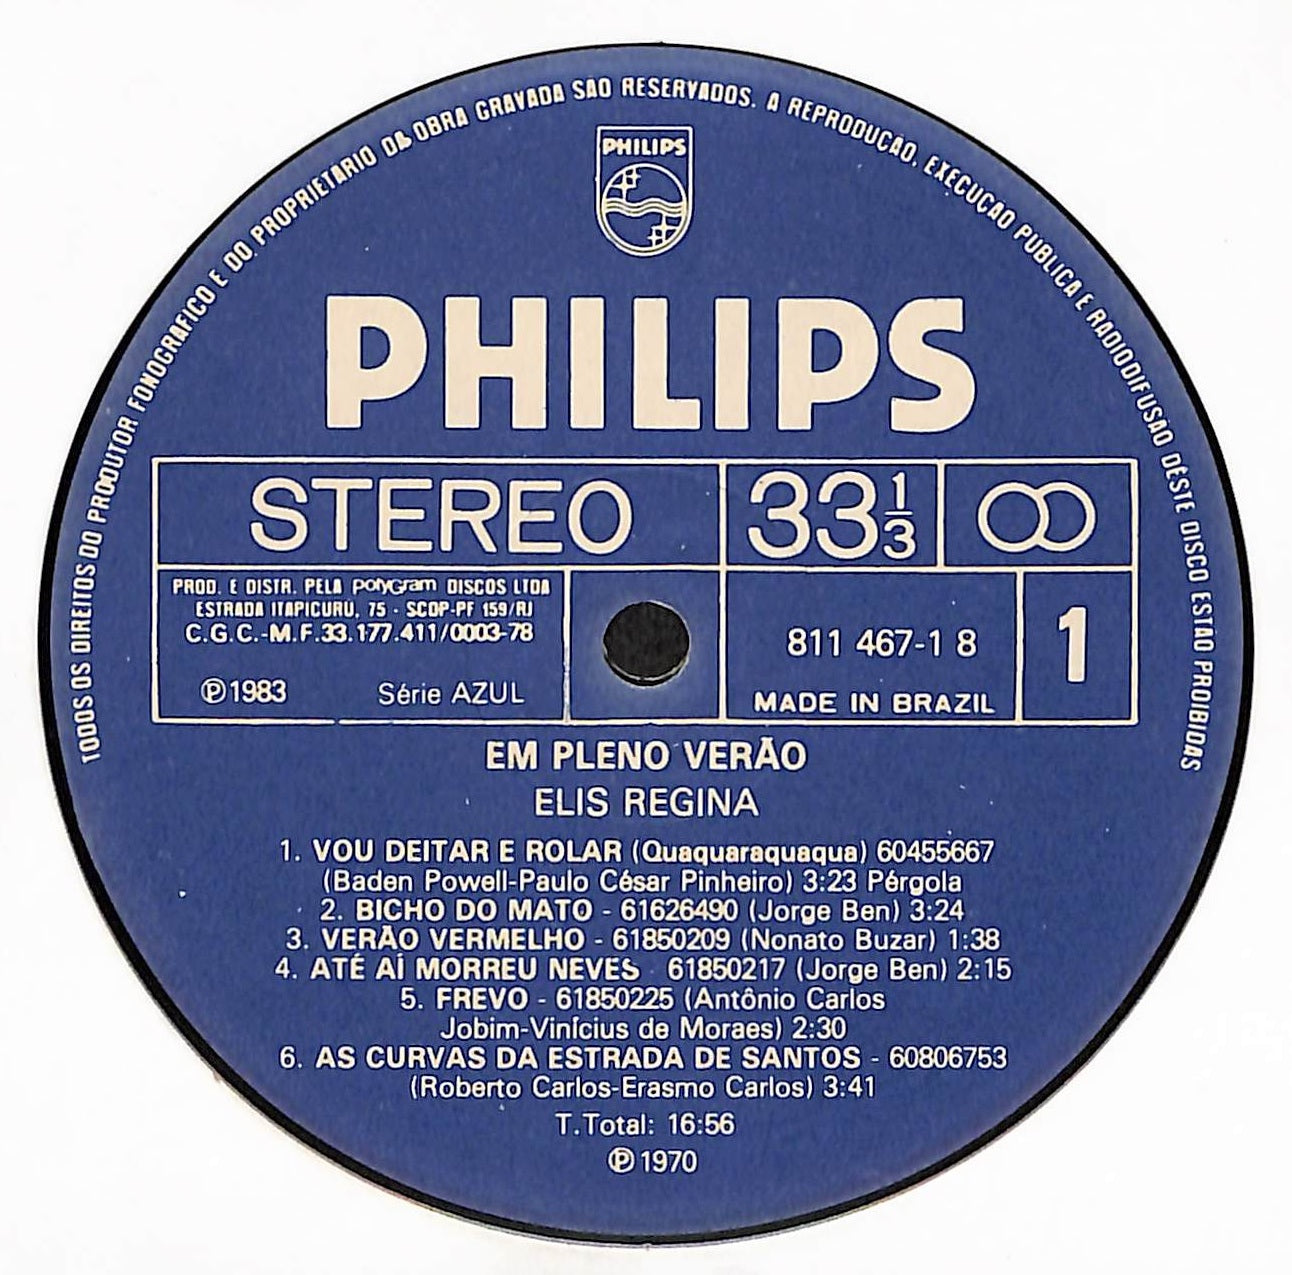 TODOS OS DIREITOS DO PRODUTOR FONOGRAFICO E DO PROPRIETARIO DA OBRA GRAVADA SAO RESERVADOS. A REPRODUCAO, EXECUCAO PUBLICA E RADIODIFUSAO DESTE DISCO ESTAO PROIBIDAS
PHILIPS
PHILIPS
STEREO 33 1/3
PROD. E DISTR. PELA polyGram DISCOS LTDA
ESTRADA ITAPICURU, 75 - SCDP-PF 159/RJ
C.G.C.-M.F.33.177.411/0003-78
℗1983 Série AZUL
811 467-1 8
MADE IN BRAZIL
1
EM PLENO VERÃO
ELIS REGINA
1. VOU DEITAR E ROLAR (Quaquaraquaqua) 60455667
(Baden Powell-Paulo César Pinheiro) 3:23 Pérgola
2. BICHO DO MATO - 61626490 (Jorge Ben) 3:24
3. VERÃO VERMELHO - 61850209 (Nonato Buzar) 1:38
4. ATÉ AÍ MORREU NEVES 61850217 (Jorge Ben) 2:15
5. FREVO - 61850225 (Antônio Carlos
Jobim-Vinícius de Moraes) 2:30
6. AS CURVAS DA ESTRADA DE SANTOS - 60806753
(Roberto Carlos-Erasmo Carlos) 3:41
T.Total: 16:56
℗1970